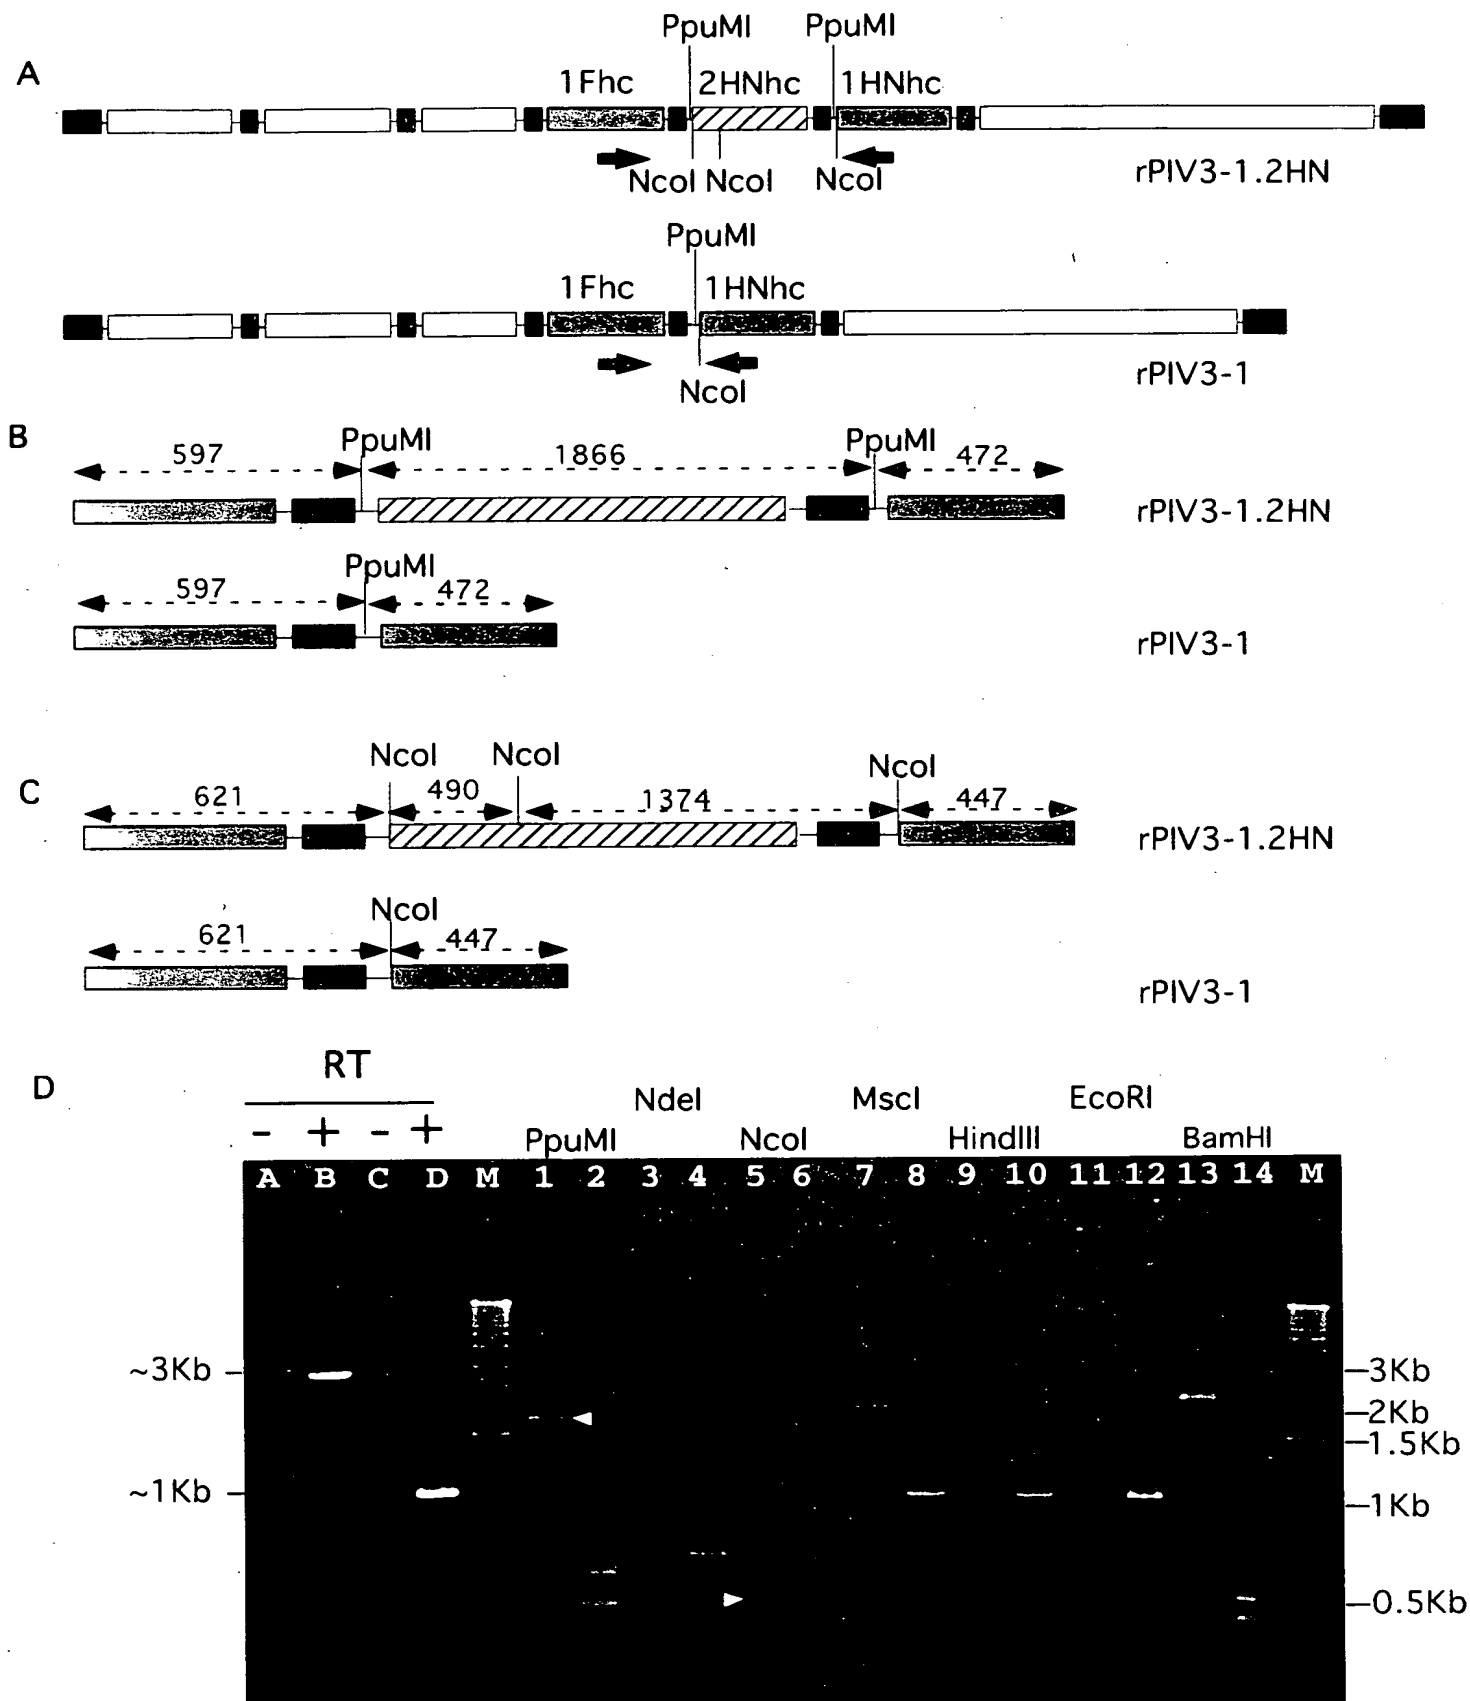 PpuMI PpuMI
A
1Fhc 2HNhc 1HNhc
NcoI NcoI NcoI
rPIV3-1.2HN
PpuMI
1Fhc 1HNhc
NcoI
rPIV3-1
B
597 PpuMI 1866 PpuMI 472
rPIV3-1.2HN
PpuMI
597 472
rPIV3-1
C
NcoI NcoI NcoI
621 490 1374 447
rPIV3-1.2HN
NcoI
621 447
rPIV3-1
D
RT
- + - +
NdeI MscI EcoRI
PpuMI NcoI HindIII BamHI
A B C D M 1 2 3 4 5 6 7 8 9 10 11 12 13 14 M
~3Kb
~1Kb
3Kb
2Kb
1.5Kb
1Kb
0.5Kb